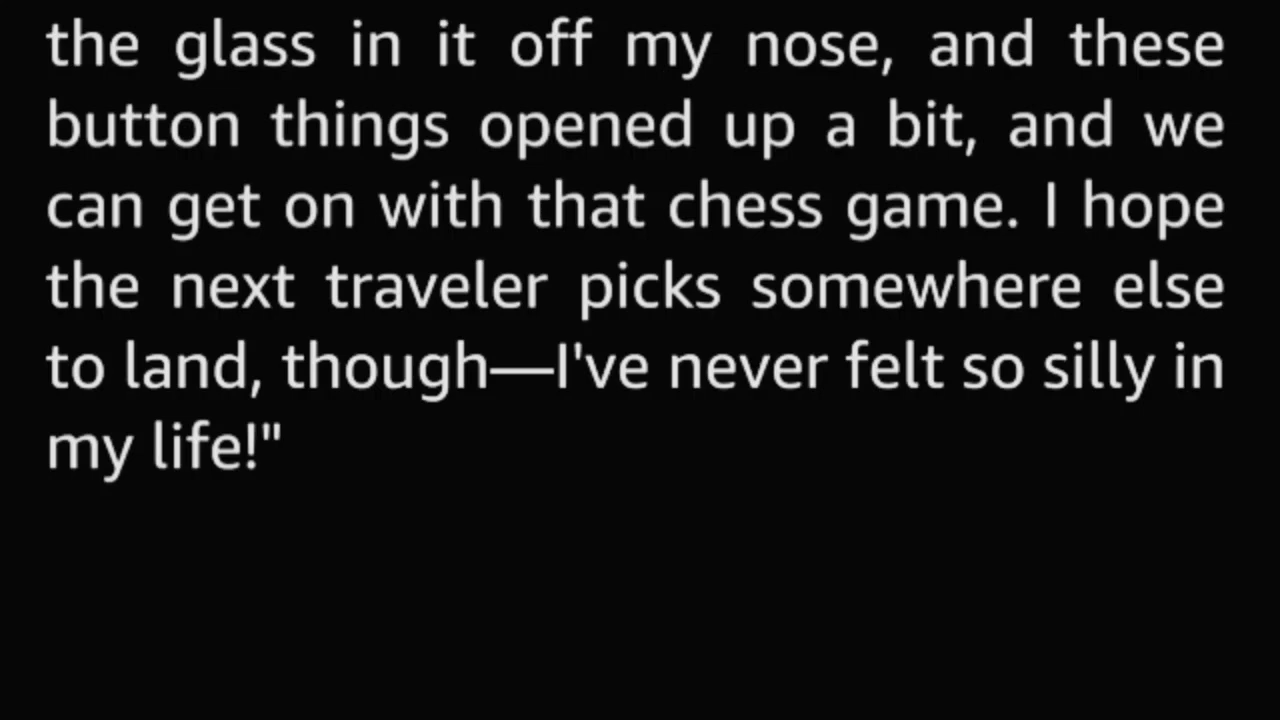 the glass in it off my nose, and these
button things opened up a bit, and we
can get on with that chess game. I hope
the next traveler picks somewhere else
to land, though—I've never felt so silly in
my life!"